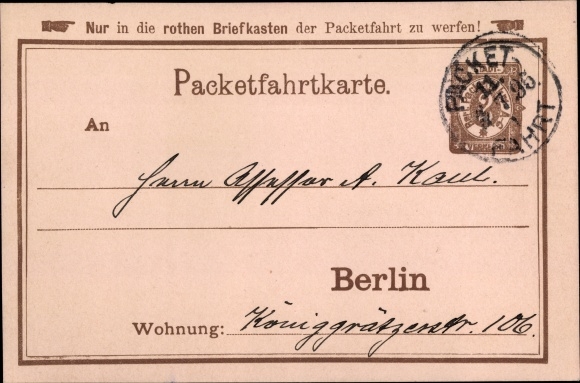 Nur in die rothen Briefkasten der Packetfahrt zu werfen!
Packetfahrtkarte.
PACKET
FAHRT
An
Herrn Assessor A. Kaul.
Berlin
Wohnung: Königgrätzerstr. 106.